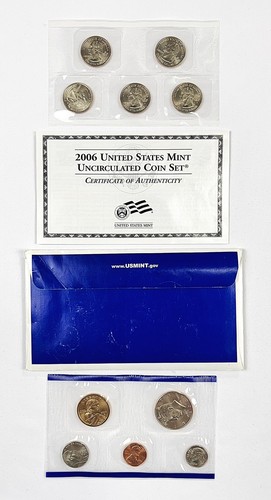 2006 UNITED STATES MINT
UNCIRCULATED COIN SET®
CERTIFICATE OF AUTHENTICITY
UNITED STATES MINT
www.USMINT.gov